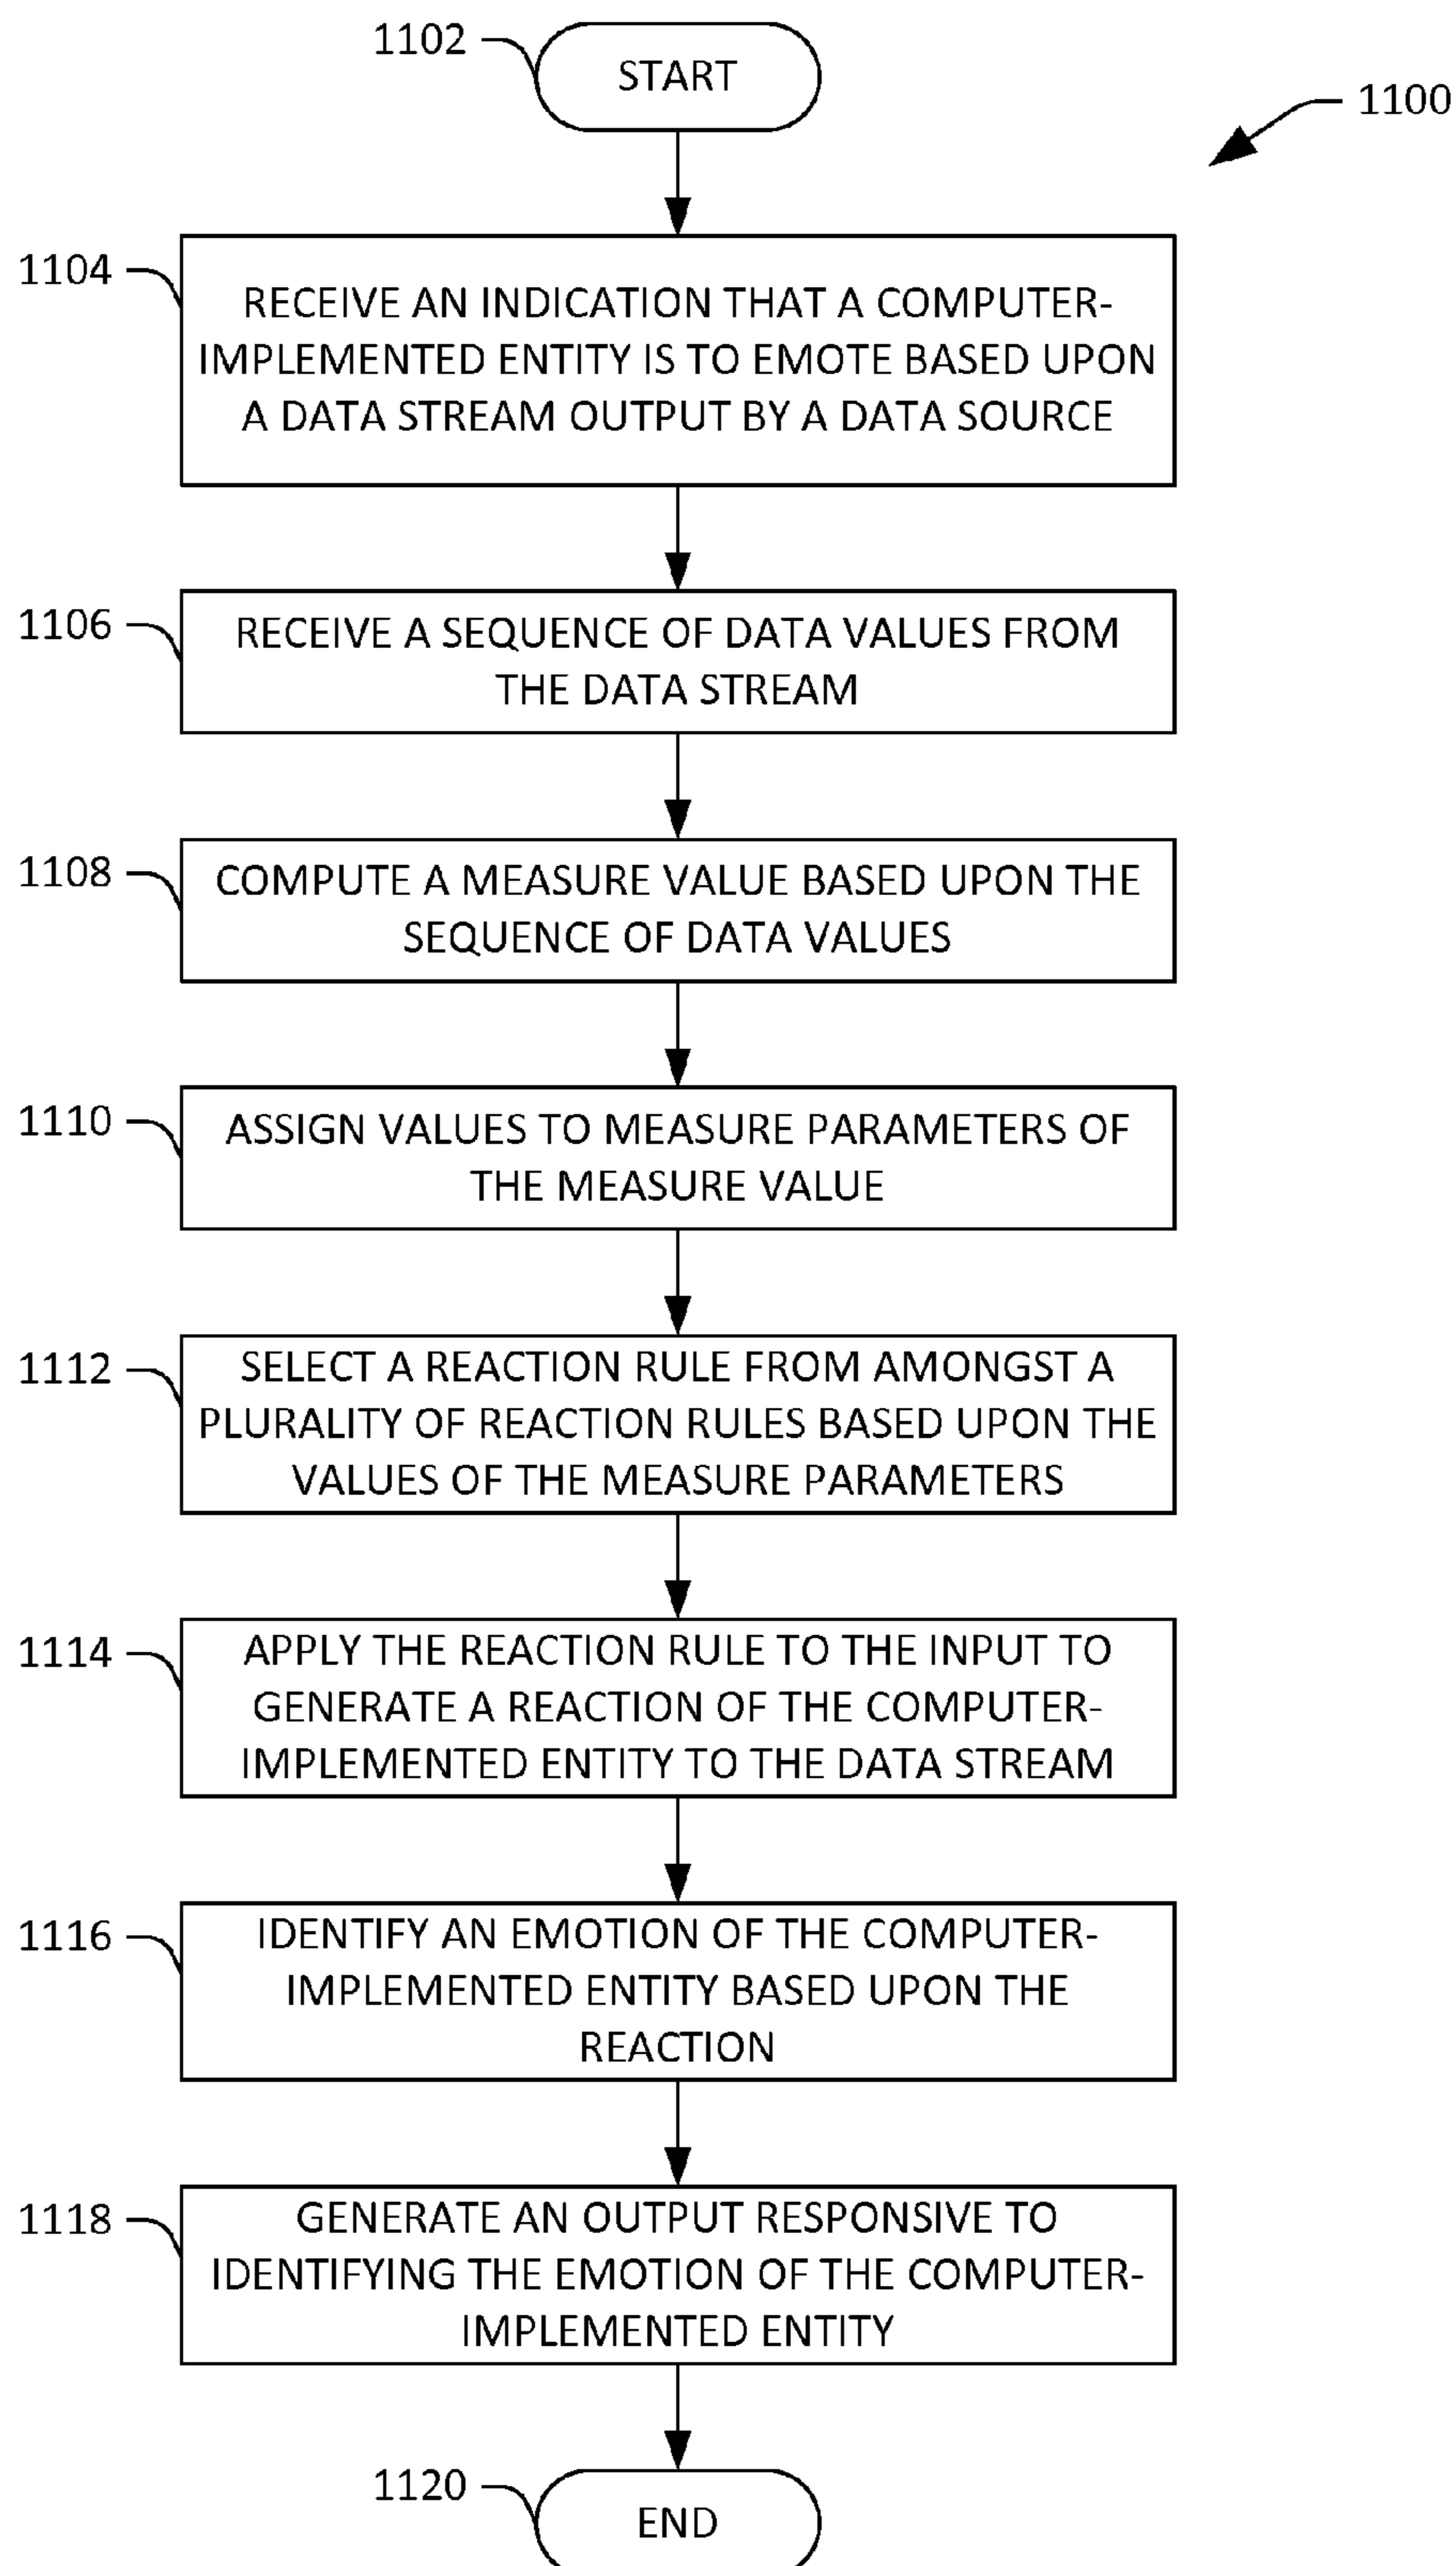 1102
START
1100
1104
RECEIVE AN INDICATION THAT A COMPUTER-
IMPLEMENTED ENTITY IS TO EMOTE BASED UPON
A DATA STREAM OUTPUT BY A DATA SOURCE
1106
RECEIVE A SEQUENCE OF DATA VALUES FROM
THE DATA STREAM
1108
COMPUTE A MEASURE VALUE BASED UPON THE
SEQUENCE OF DATA VALUES
1110
ASSIGN VALUES TO MEASURE PARAMETERS OF
THE MEASURE VALUE
1112
SELECT A REACTION RULE FROM AMONGST A
PLURALITY OF REACTION RULES BASED UPON THE
VALUES OF THE MEASURE PARAMETERS
1114
APPLY THE REACTION RULE TO THE INPUT TO
GENERATE A REACTION OF THE COMPUTER-
IMPLEMENTED ENTITY TO THE DATA STREAM
1116
IDENTIFY AN EMOTION OF THE COMPUTER-
IMPLEMENTED ENTITY BASED UPON THE
REACTION
1118
GENERATE AN OUTPUT RESPONSIVE TO
IDENTIFYING THE EMOTION OF THE COMPUTER-
IMPLEMENTED ENTITY
1120
END